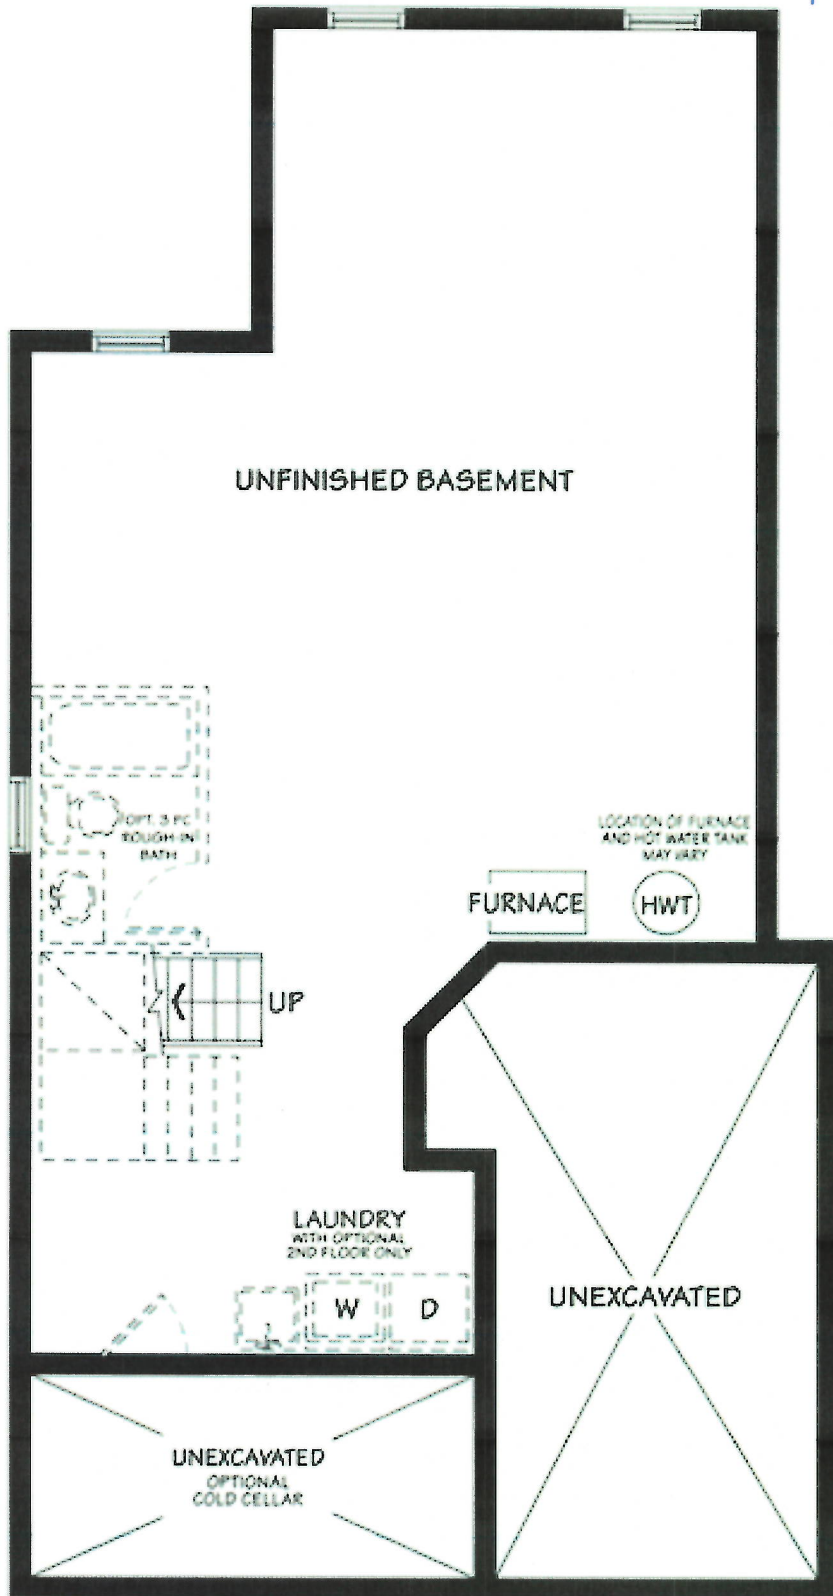 UNFINISHED BASEMENT
OPT. 3 PC
ROUGH-IN
BATH
LOCATION OF FURNACE
AND HOT WATER TANK
MAY VARY
FURNACE
HWT
UP
LAUNDRY
WITH OPTIONAL
2ND FLOOR ONLY
W
D
UNEXCAVATED
UNEXCAVATED
OPTIONAL
COLD CELLAR